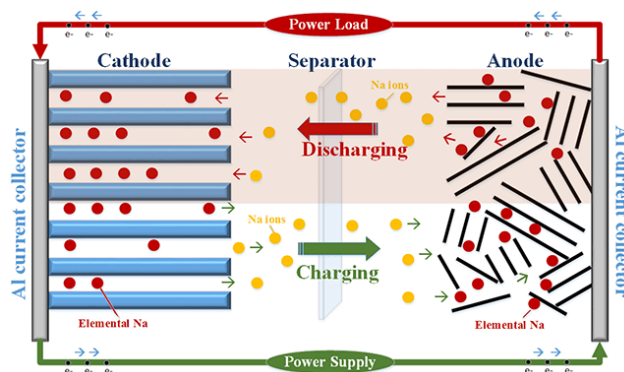 Power Load
e- e- e-
e- e- e-
Cathode
Separator
Anode
Na ions
Discharging
Al current collector
Al current collector
Na ions
Charging
Elemental Na
Elemental Na
Power Supply
e- e- e-
e- e- e-